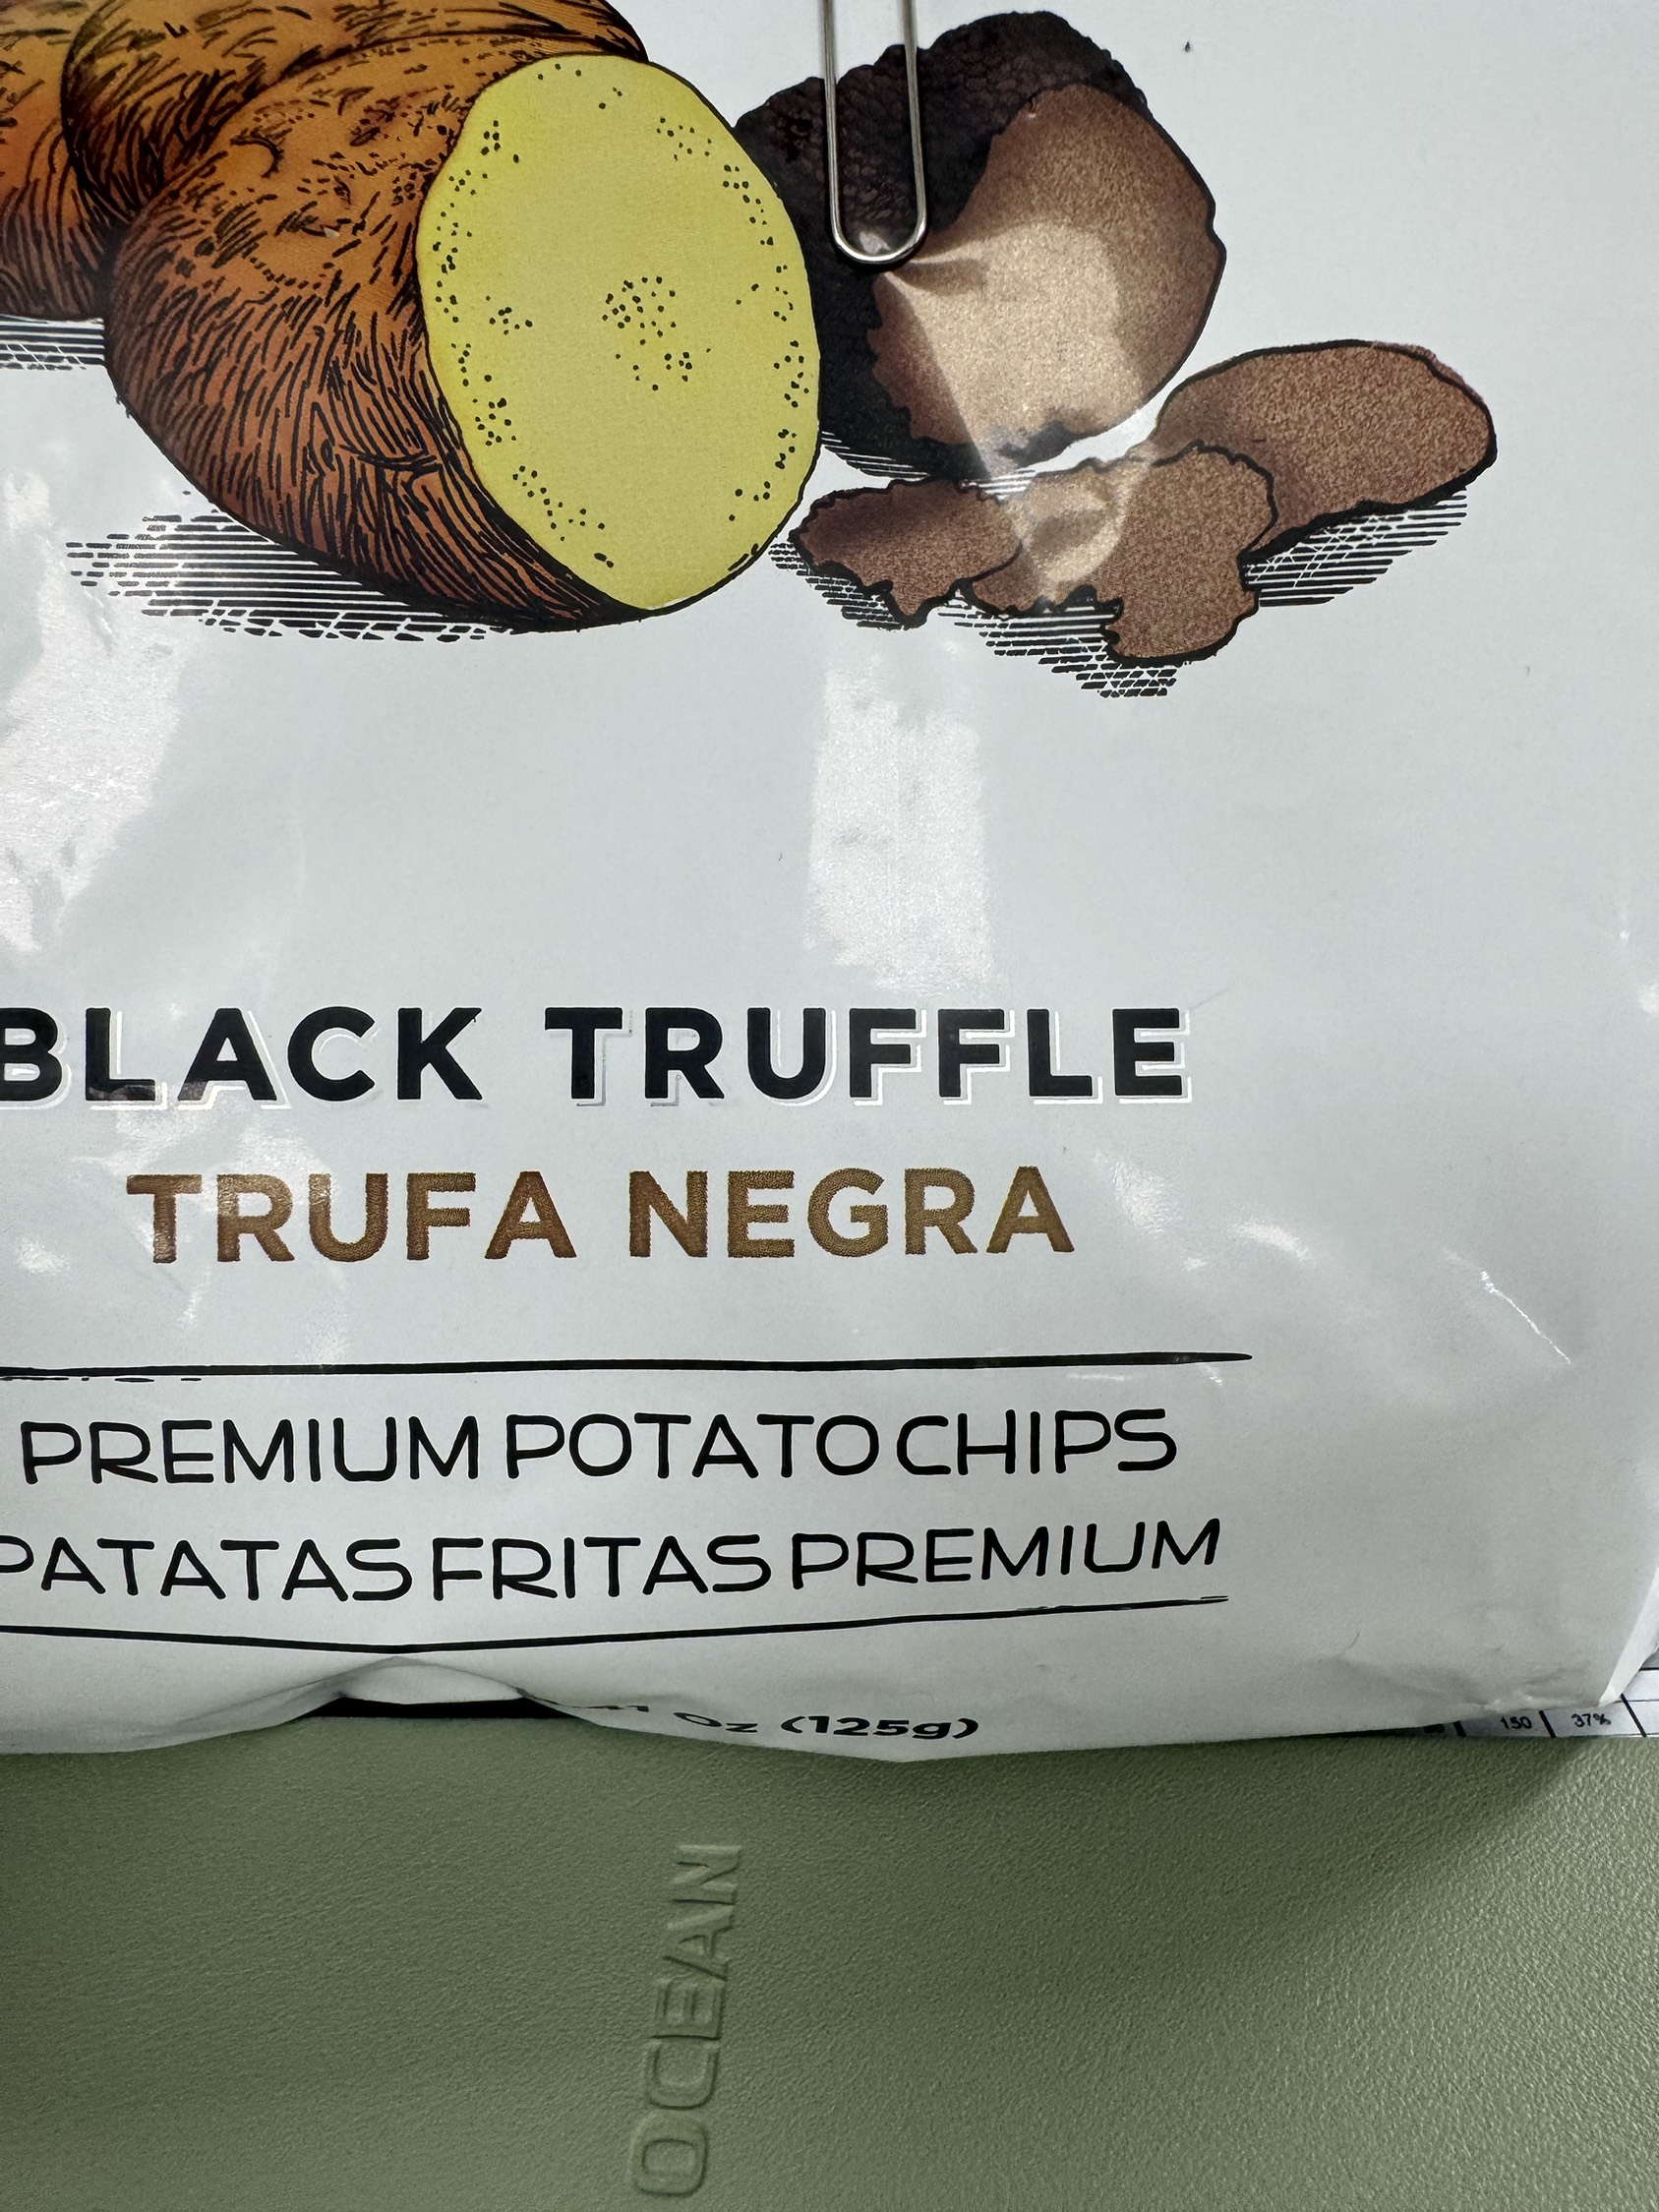 BLACK TRUFFLE
TRUFA NEGRA
PREMIUM POTATO CHIPS
PATATAS FRITAS PREMIUM
Oz (125g)
150 37%
OCEAN